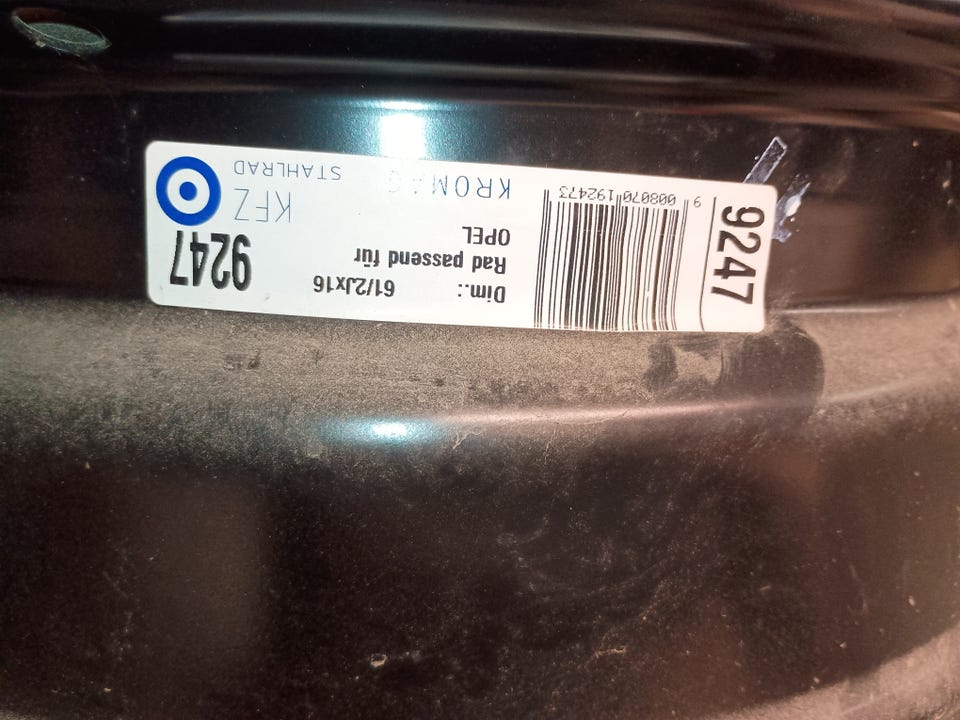 KROMAG
STAHLRAD
KFZ
9247
OPEL
Rad passend für
Dim.: 61/2Jx16
9 008070 192473
9247